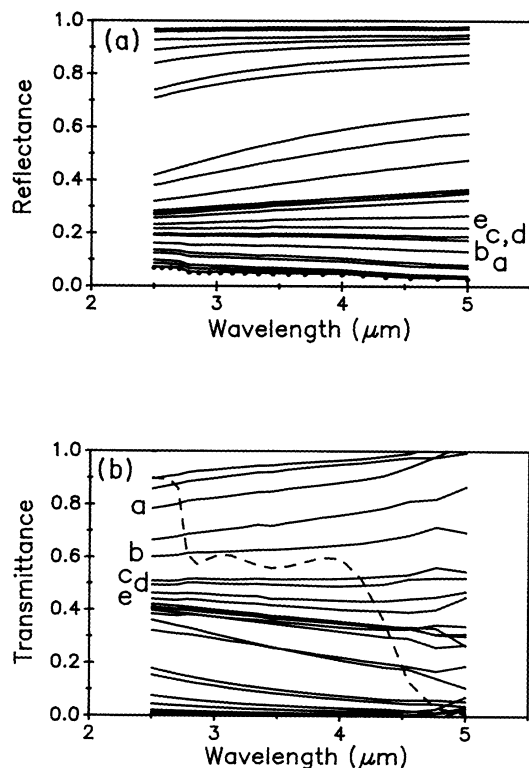 (a)
Reflectance
1.0
0.8
0.6
0.4
0.2
0.0
e
c,d
b
a
2 3 4 5
Wavelength (μm)
(b)
Transmittance
1.0
0.8
0.6
0.4
0.2
0.0
a
b
c
d
e
2 3 4 5
Wavelength (μm)